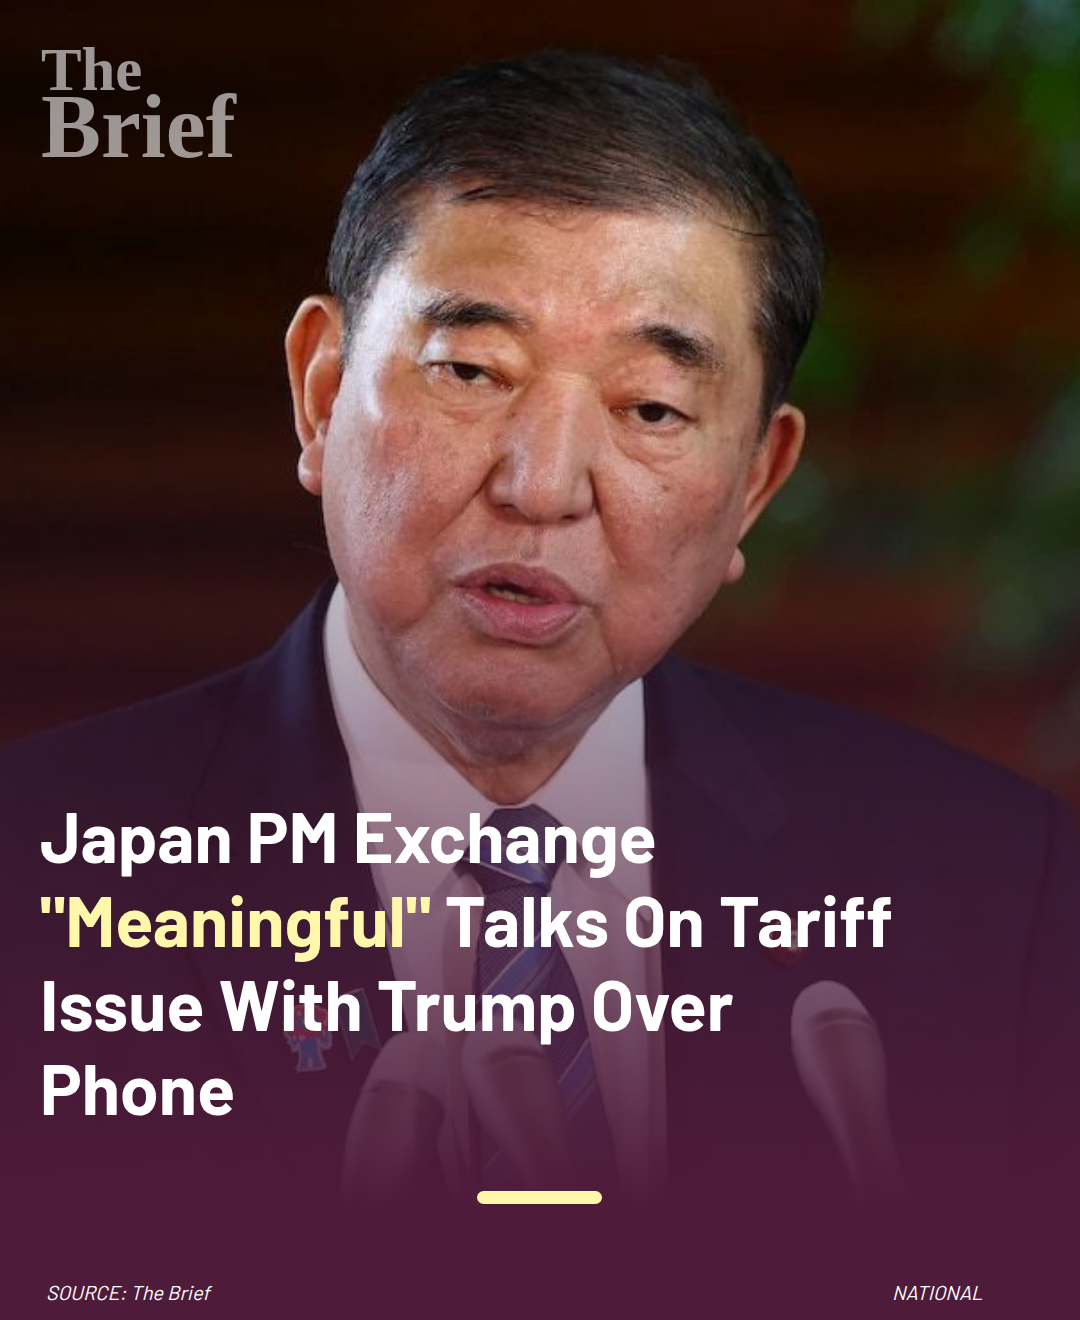 The
Brief
Japan PM Exchange
"Meaningful" Talks On Tariff
Issue With Trump Over
Phone
SOURCE: The Brief
NATIONAL